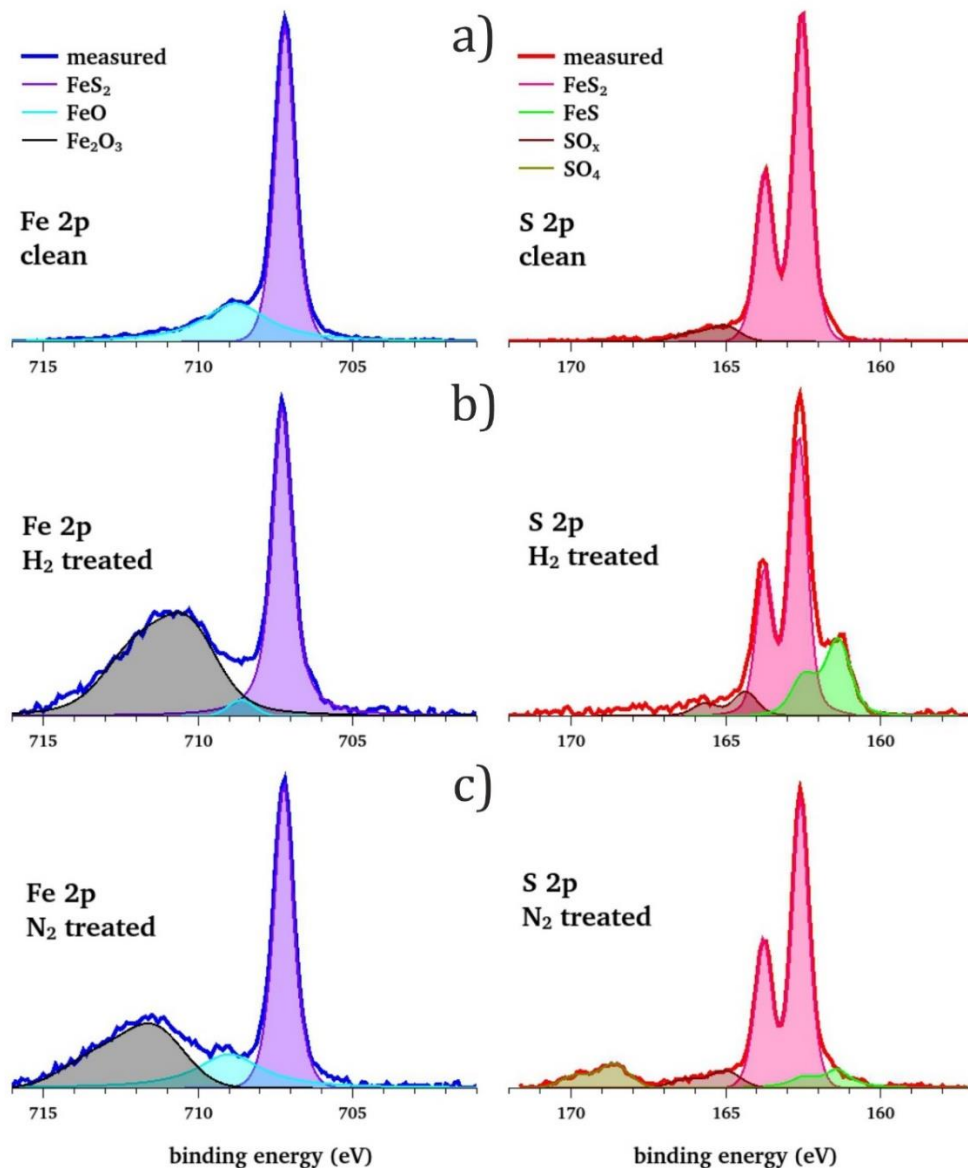 a)
measured
FeS₂
FeO
Fe₂O₃
Fe 2p
clean
715 710 705
measured
FeS₂
FeS
SOₓ
SO₄
S 2p
clean
170 165 160
b)
Fe 2p
H₂ treated
715 710 705
S 2p
H₂ treated
170 165 160
c)
Fe 2p
N₂ treated
715 710 705
binding energy (eV)
S 2p
N₂ treated
170 165 160
binding energy (eV)